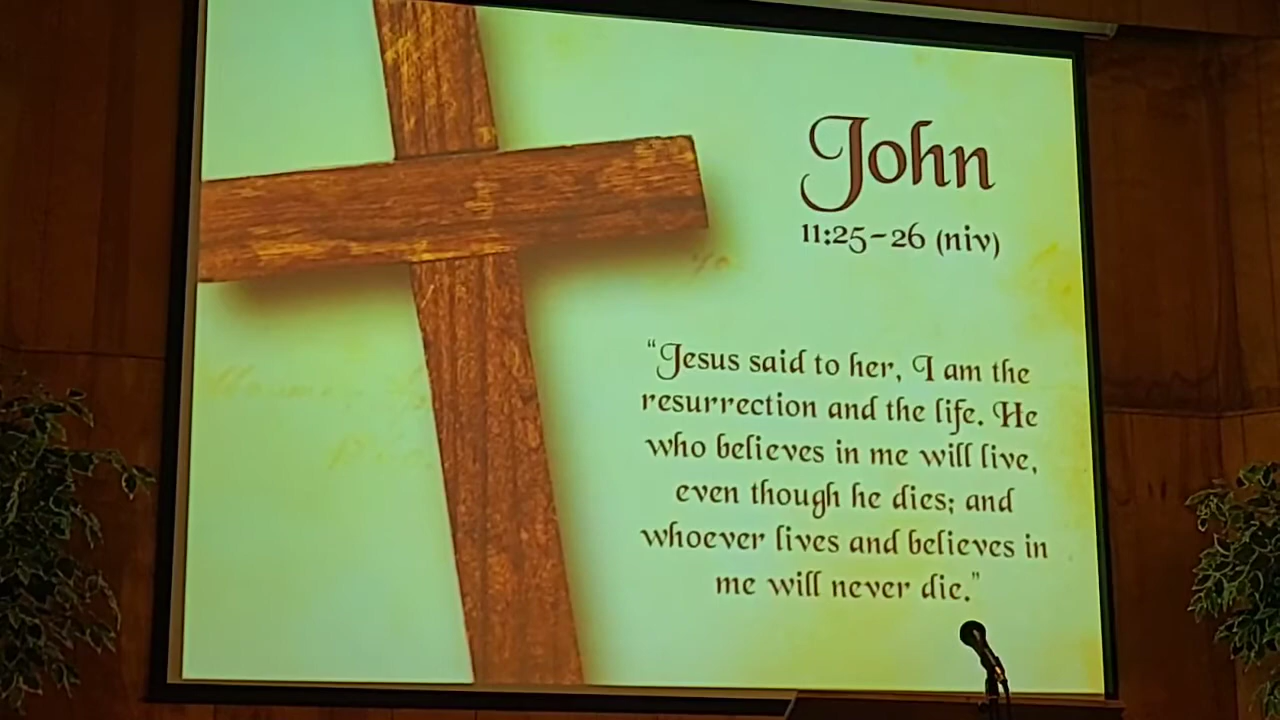 John
11:25-26 (niv)
"Jesus said to her, I am the
resurrection and the life. He
who believes in me will live,
even though he dies; and
whoever lives and believes in
me will never die."